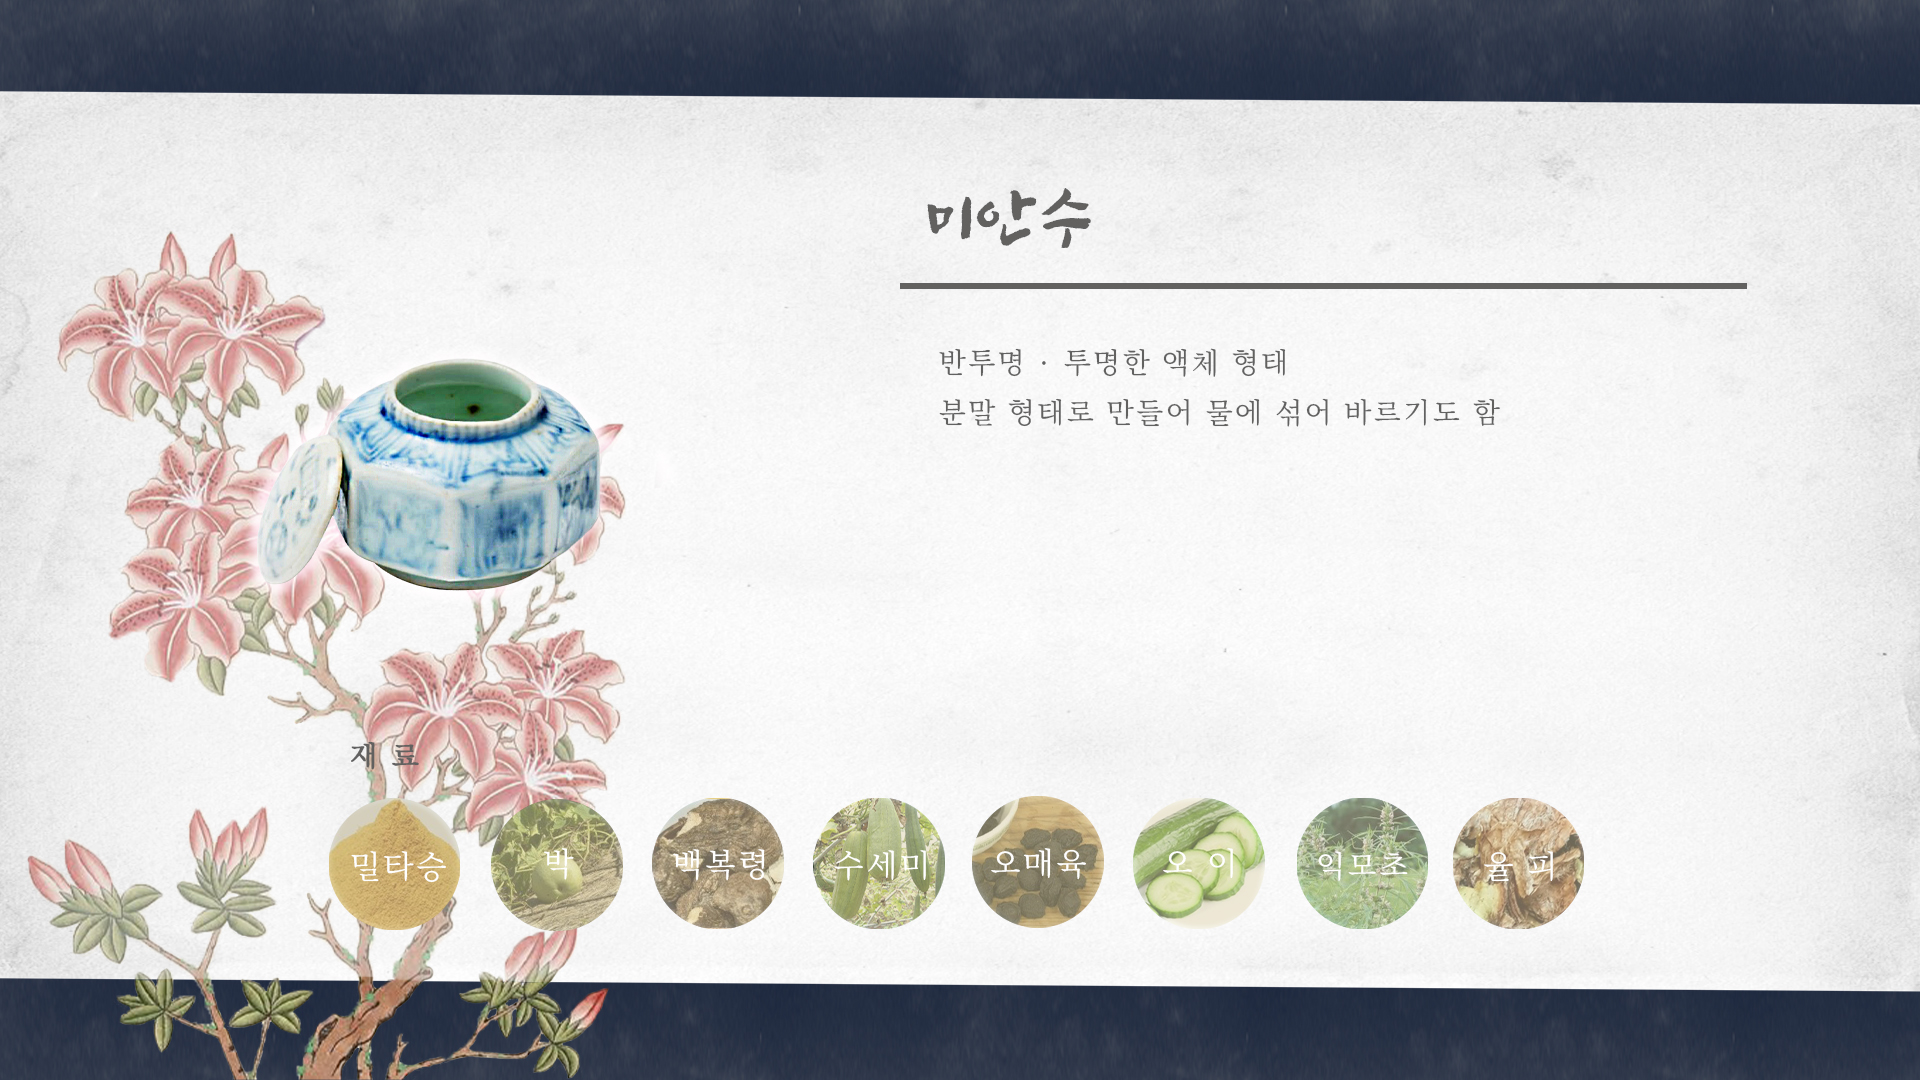 미안수
반투명 · 투명한 액체 형태
분말 형태로 만들어 물에 섞어 바르기도 함
재 료
밀타승 박 백복령 수세미 오매육 오 이 익모초 율 피